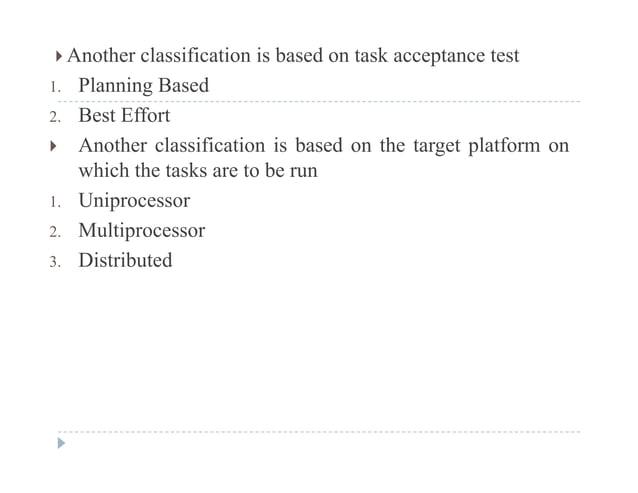 Another classification is based on task acceptance test
1. Planning Based
2. Best Effort
Another classification is based on the target platform on
which the tasks are to be run
1. Uniprocessor
2. Multiprocessor
3. Distributed